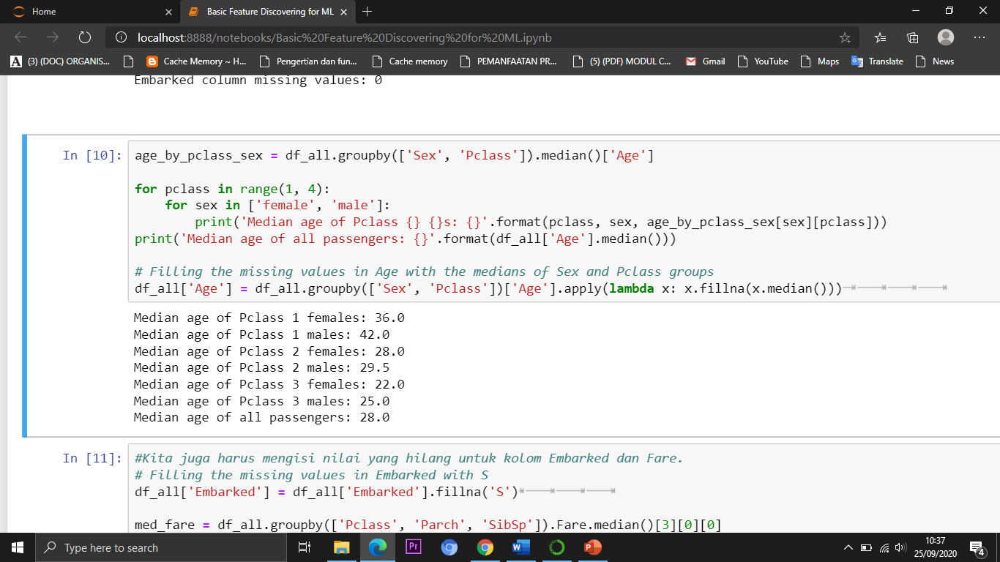 Home
Basic Feature Discovering for ML
localhost:8888/notebooks/Basic%20Feature%20Discovering%20for%20ML.ipynb
(3) (DOC) ORGANIS... Cache Memory ~ H... Pengertian dan fun... Cache memory PEMANFAATAN PR... (5) (PDF) MODUL C... Gmail YouTube Maps Translate News
Embarked column missing values: 0
In [10]: age_by_pclass_sex = df_all.groupby(['Sex', 'Pclass']).median()['Age']
for pclass in range(1, 4):
for sex in ['female', 'male']:
print('Median age of Pclass {} {}s: {}'.format(pclass, sex, age_by_pclass_sex[sex][pclass]))
print('Median age of all passengers: {}'.format(df_all['Age'].median()))
# Filling the missing values in Age with the medians of Sex and Pclass groups
df_all['Age'] = df_all.groupby(['Sex', 'Pclass'])['Age'].apply(lambda x: x.fillna(x.median()))
Median age of Pclass 1 females: 36.0
Median age of Pclass 1 males: 42.0
Median age of Pclass 2 females: 28.0
Median age of Pclass 2 males: 29.5
Median age of Pclass 3 females: 22.0
Median age of Pclass 3 males: 25.0
Median age of all passengers: 28.0
In [11]: #Kita juga harus mengisi nilai yang hilang untuk kolom Embarked dan Fare.
# Filling the missing values in Embarked with S
df_all['Embarked'] = df_all['Embarked'].fillna('S')
med_fare = df_all.groupby(['Pclass', 'Parch', 'SibSp']).Fare.median()[3][0][0]
Type here to search
Pr
10:37
25/09/2020
4